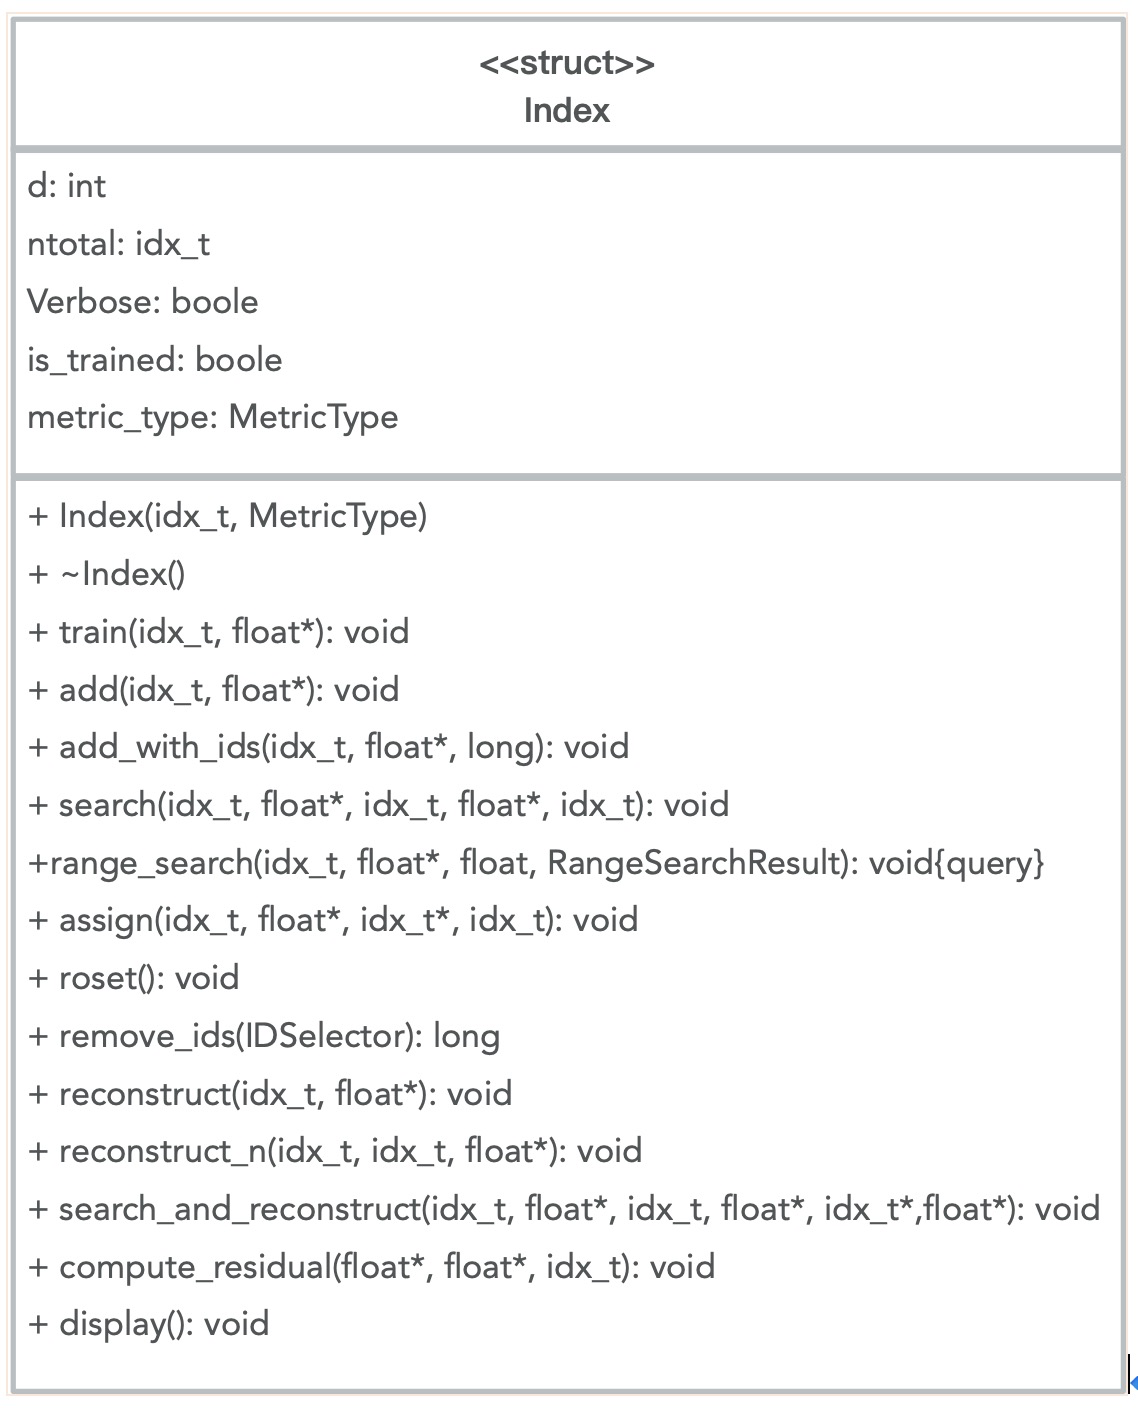 <<struct>>
Index
d: int
ntotal: idx_t
Verbose: boole
is_trained: boole
metric_type: MetricType
+ Index(idx_t, MetricType)
+ ~Index()
+ train(idx_t, float*): void
+ add(idx_t, float*): void
+ add_with_ids(idx_t, float*, long): void
+ search(idx_t, float*, idx_t, float*, idx_t): void
+range_search(idx_t, float*, float, RangeSearchResult): void{query}
+ assign(idx_t, float*, idx_t*, idx_t): void
+ roset(): void
+ remove_ids(IDSelector): long
+ reconstruct(idx_t, float*): void
+ reconstruct_n(idx_t, idx_t, float*): void
+ search_and_reconstruct(idx_t, float*, idx_t, float*, idx_t*,float*): void
+ compute_residual(float*, float*, idx_t): void
+ display(): void